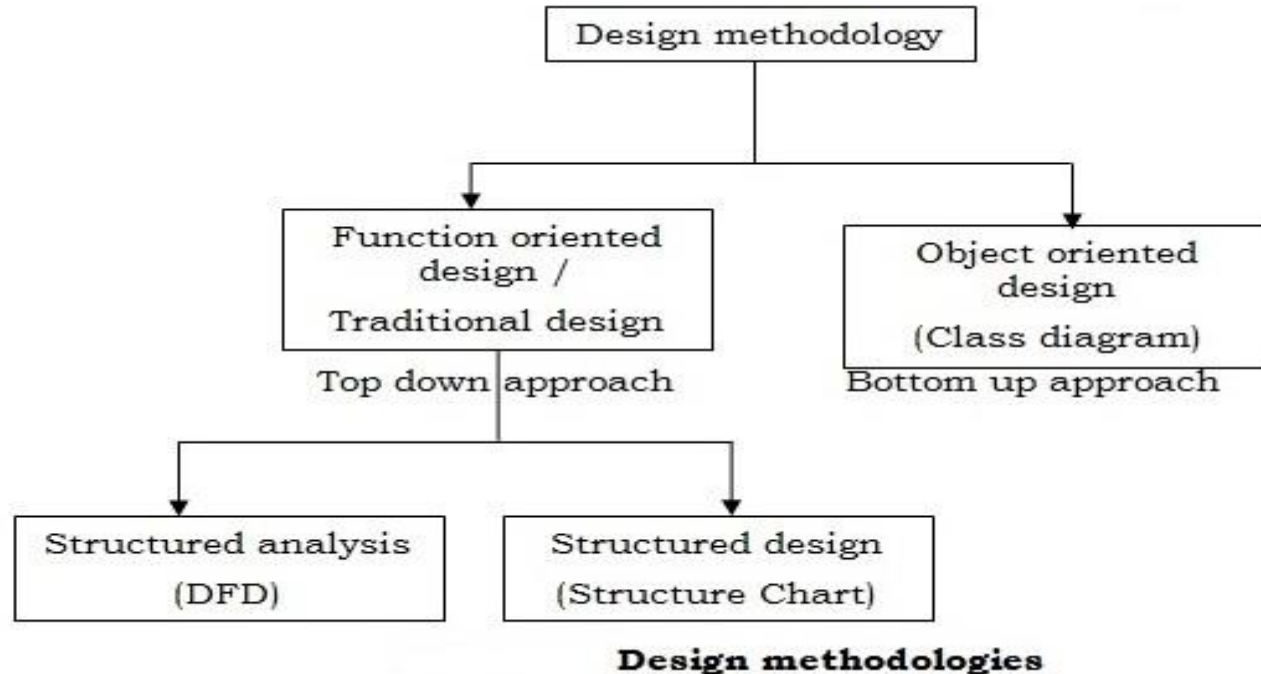 Design methodology
Function oriented
design /
Traditional design
Object oriented
design
(Class diagram)
Top down approach
Bottom up approach
Structured analysis
(DFD)
Structured design
(Structure Chart)
Design methodologies